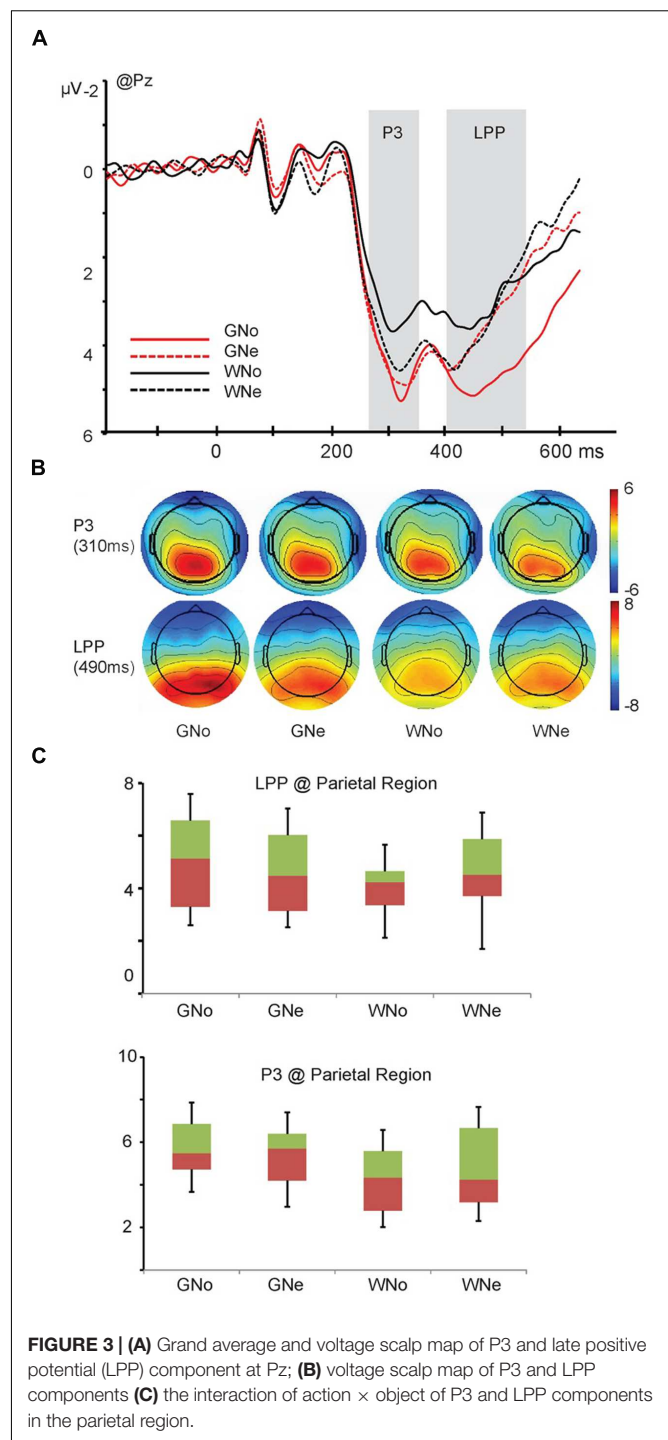 A
µV -2 @Pz
P3 LPP
0
2
GNo
GNe
4
WNo
WNe
6
0 200 400 600 ms
B
6
P3
(310ms)
-6
8
LPP
(490ms)
-8
GNo GNe WNo WNe
C
8
LPP @ Parietal Region
4
0
GNo GNe WNo WNe
10
P3 @ Parietal Region
6
2
GNo GNe WNo WNe
FIGURE 3 | (A) Grand average and voltage scalp map of P3 and late positive
potential (LPP) component at Pz; (B) voltage scalp map of P3 and LPP
components (C) the interaction of action × object of P3 and LPP components
in the parietal region.